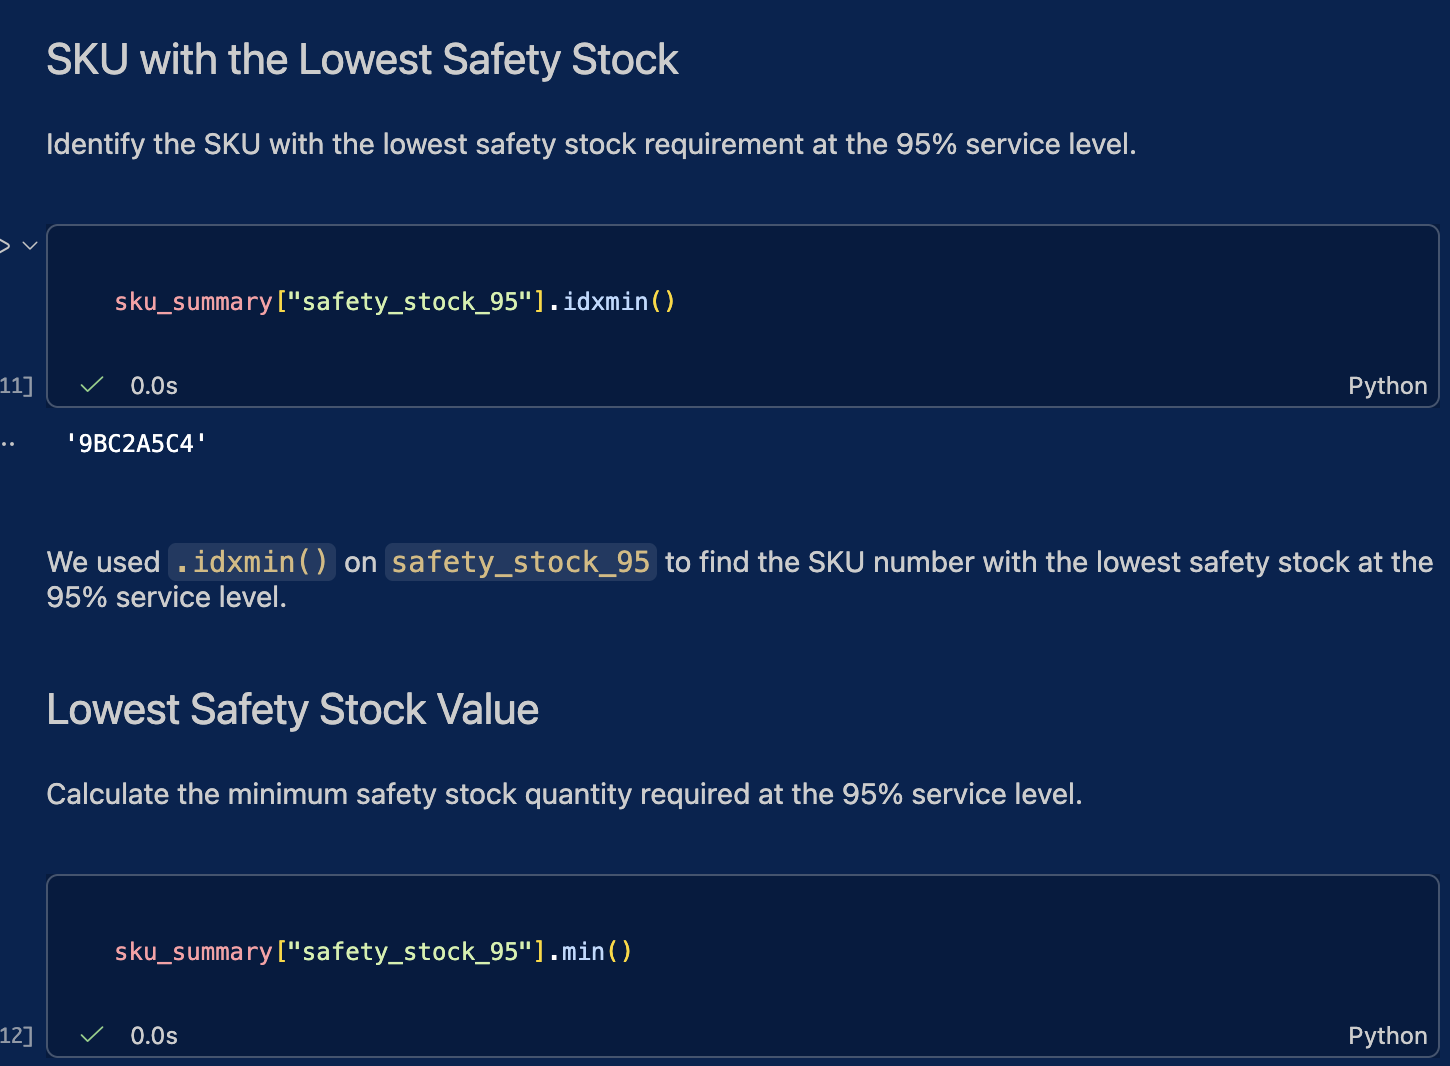 SKU with the Lowest Safety Stock
Identify the SKU with the lowest safety stock requirement at the 95% service level.
sku_summary["safety_stock_95"].idxmin()
11]
0.0s
Python
'9BC2A5C4'
We used .idxmin() on safety_stock_95 to find the SKU number with the lowest safety stock at the
95% service level.
Lowest Safety Stock Value
Calculate the minimum safety stock quantity required at the 95% service level.
sku_summary["safety_stock_95"].min()
12]
0.0s
Python